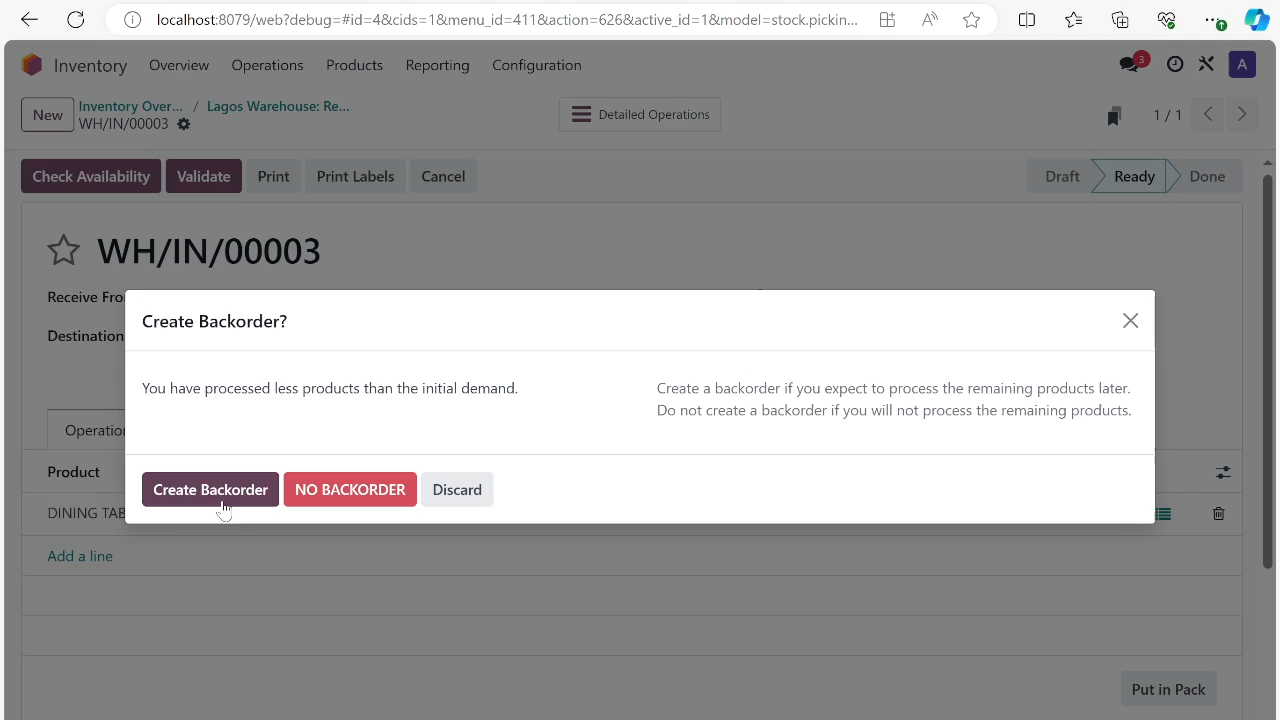 localhost:8079/web?debug=#id=4&cids=1&menu_id=411&action=626&active_id=1&model=stock.pickin...
Inventory Overview Operations Products Reporting Configuration 3 A
New Inventory Over... / Lagos Warehouse: Re... Detailed Operations 1 / 1
WH/IN/00003
Check Availability Validate Print Print Labels Cancel Draft Ready Done
WH/IN/00003
Receive Fro
Destination
Create Backorder?
You have processed less products than the initial demand.
Create a backorder if you expect to process the remaining products later.
Do not create a backorder if you will not process the remaining products.
Operation
Product
Create Backorder NO BACKORDER Discard
DINING TAB
Add a line
Put in Pack